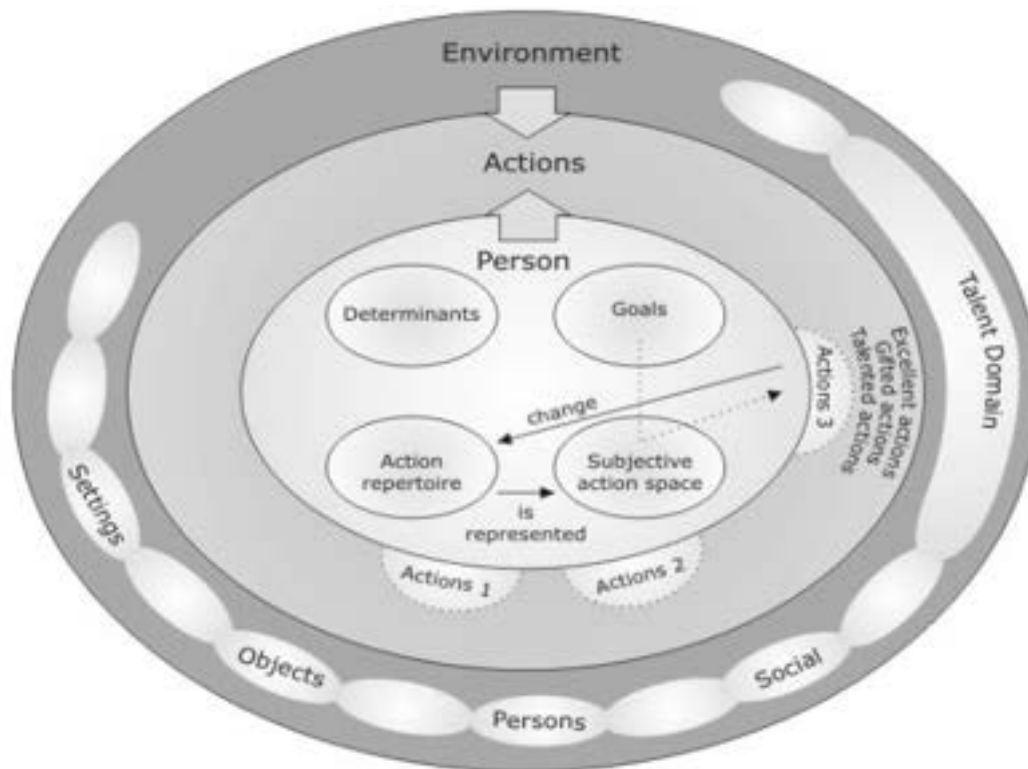 Environment
Actions
Person
Determinants
Goals
change
Action
repertoire
Subjective
action space
is
represented
Actions 1
Actions 2
Actions 3
Excellent actions
Gifted actions
Talented actions
Talent Domain
Settings
Objects
Persons
Social